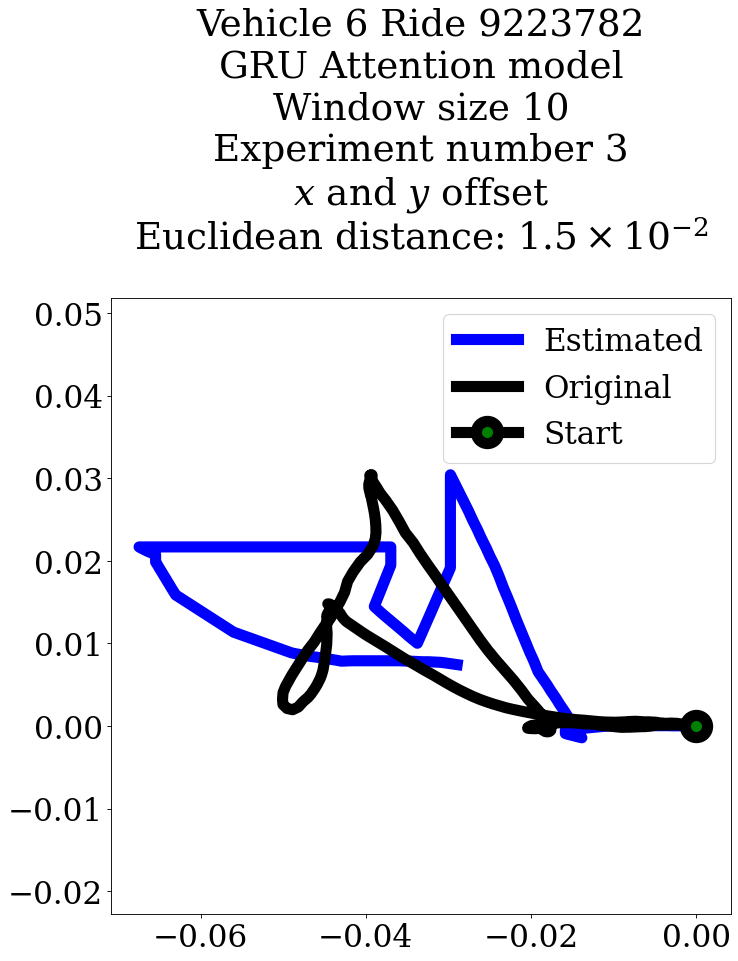 Vehicle 6 Ride 9223782
GRU Attention model
Window size 10
Experiment number 3
x and y offset
Euclidean distance: 1.5 × 10⁻²
0.05
Estimated
0.04
Original
Start
0.03
0.02
0.01
0.00
−0.01
−0.02
−0.06 −0.04 −0.02 0.00